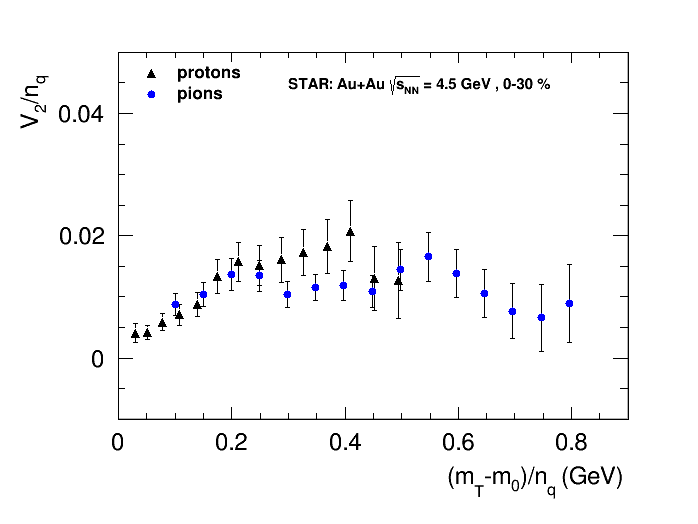 protons
pions
STAR: Au+Au √sNN = 4.5 GeV , 0-30 %
V2/nq
0.04
0.02
0
0 0.2 0.4 0.6 0.8
(mT-m0)/nq (GeV)